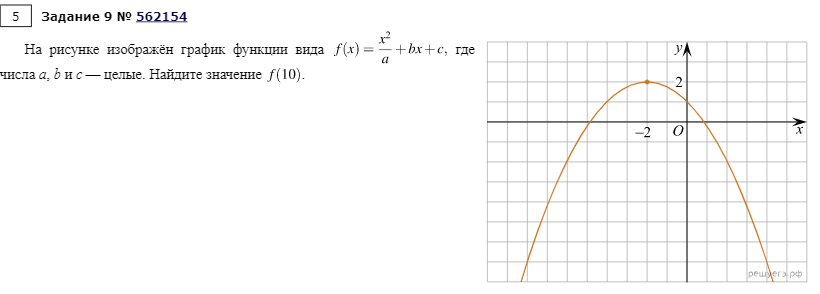 5 Задание 9 № 562154
На рисунке изображён график функции вида f(x) = x²/a + bx + c, где
числа a, b и c — целые. Найдите значение f(10).
y
2
−2 O x
решуегэ.рф